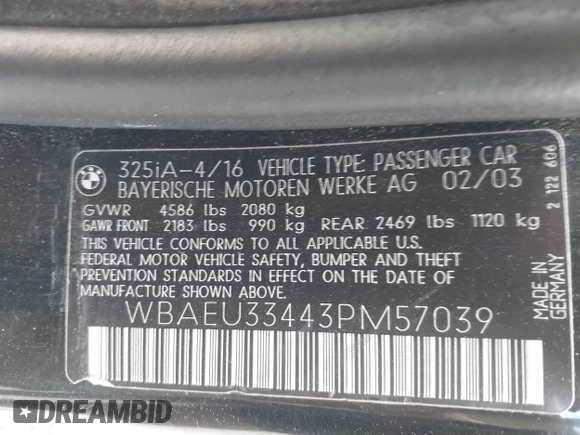 BMW
325iA-4/16 VEHICLE TYPE: PASSENGER CAR
BAYERISCHE MOTOREN WERKE AG 02/03
GVWR 4586 lbs 2080 kg
GAWR FRONT 2183 lbs 990 kg REAR 2469 lbs 1120 kg
THIS VEHICLE CONFORMS TO ALL APPLICABLE U.S.
FEDERAL MOTOR VEHICLE SAFETY, BUMPER AND THEFT
PREVENTION STANDARDS IN EFFECT ON THE DATE OF
MANUFACTURE SHOWN ABOVE.
WBAEU33443PM57039
MADE IN
GERMANY
2 122 606
DREAMBID